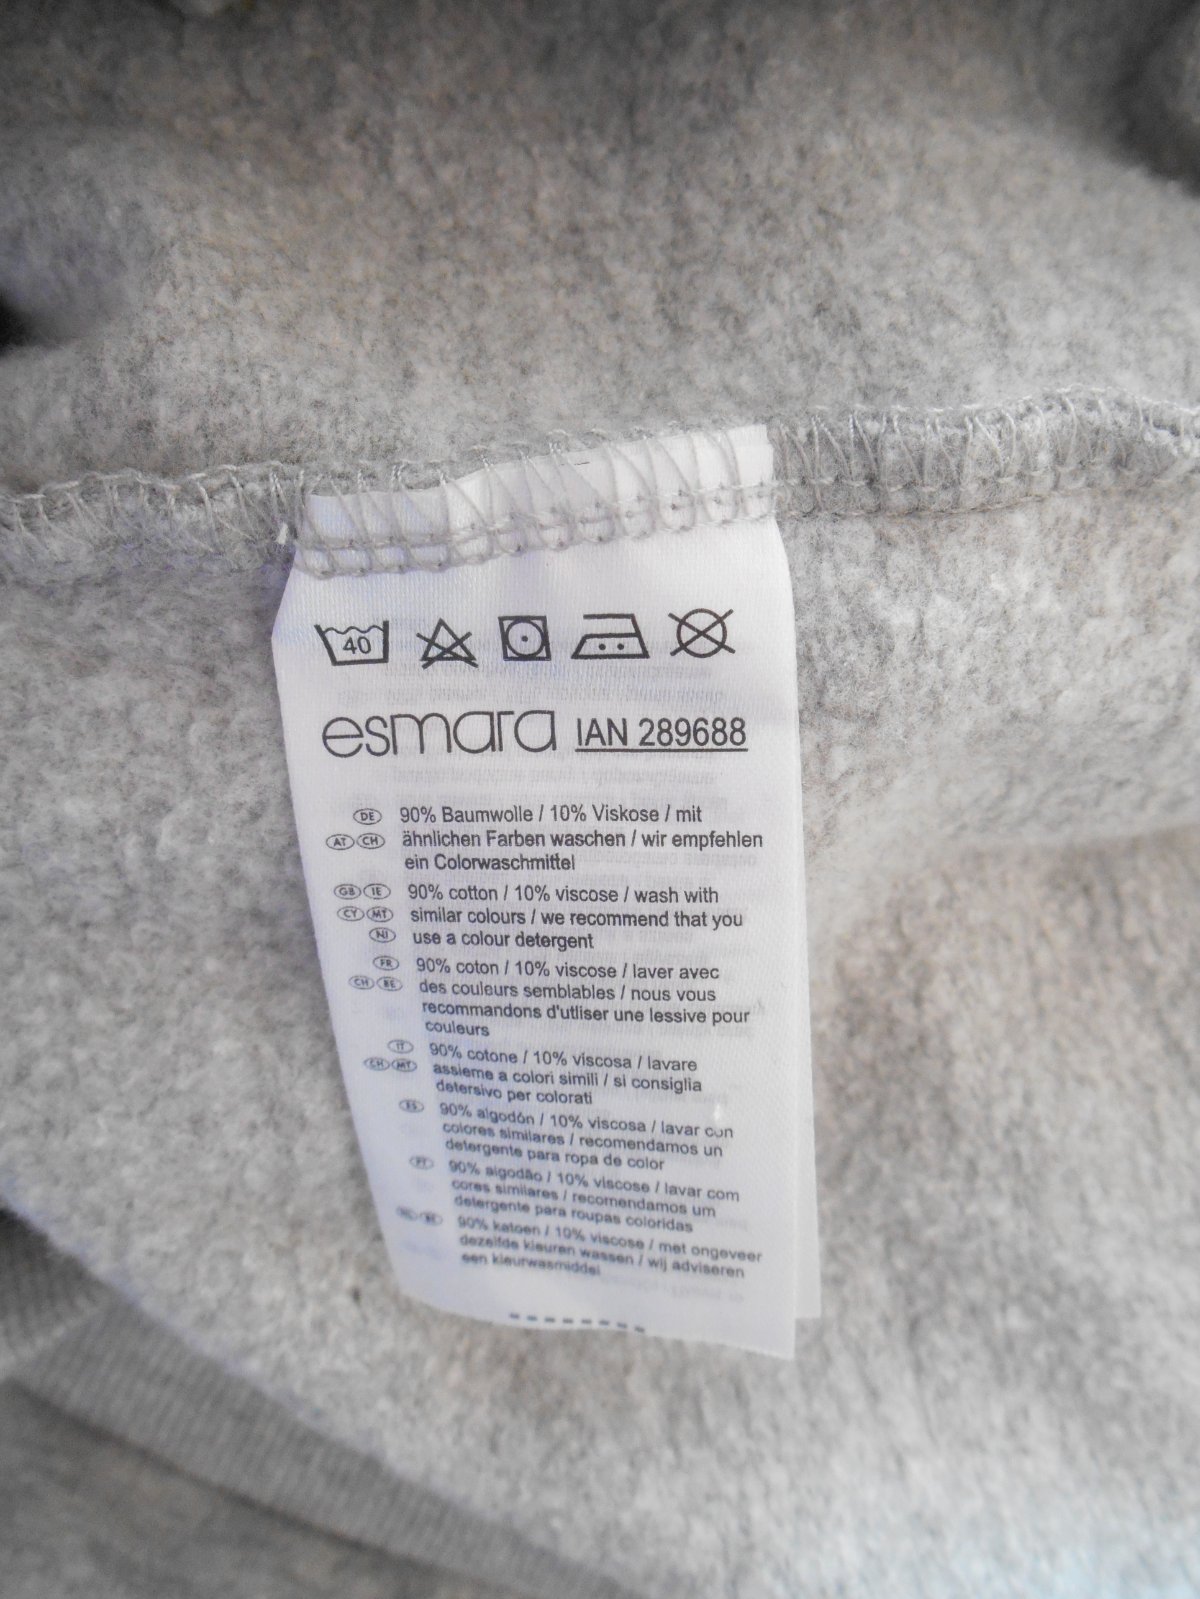 40
esmara IAN 289688
DE 90% Baumwolle / 10% Viskose / mit
AT CH ähnlichen Farben waschen / wir empfehlen
ein Colorwaschmittel
GB IE 90% cotton / 10% viscose / wash with
CY MT similar colours / we recommend that you
NI use a colour detergent
FR 90% coton / 10% viscose / laver avec
CH BE des couleurs semblables / nous vous
recommandons d'utliser une lessive pour
couleurs
IT 90% cotone / 10% viscosa / lavare
CH MT assieme a colori simili / si consiglia
detersivo per colorati
ES 90% algodón / 10% viscosa / lavar con
colores similares / recomendamos un
detergente para ropa de color
PT 90% algodão / 10% viscose / lavar com
cores similares / recomendamos um
detergente para roupas coloridas
NL BE 90% katoen / 10% viscose / met ongeveer
dezelfde kleuren wassen / wij adviseren
een kleurwasmiddel